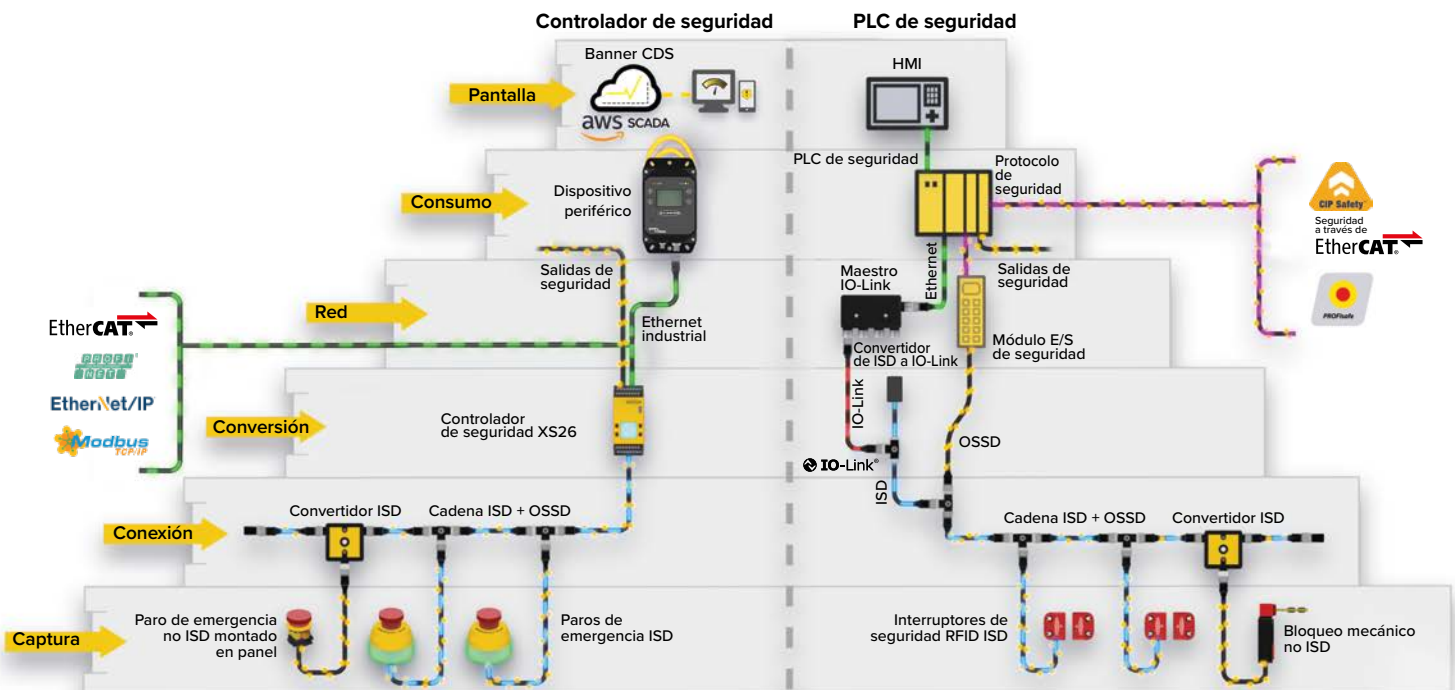 Controlador de seguridad
PLC de seguridad
Pantalla
Banner CDS
aws SCADA
HMI
Consumo
Dispositivo
periférico
PLC de seguridad
Protocolo
de
seguridad
CIP Safety
Seguridad
a través de
EtherCAT
PROFIsafe
Red
Salidas de
seguridad
Ethernet
industrial
Maestro
IO-Link
Ethernet
Salidas de
seguridad
Módulo E/S
de seguridad
Convertidor
de ISD a IO-Link
EtherCAT
PROFI
NET
EtherNet/IP
Modbus
TCP/IP
Conversión
Controlador
de seguridad XS26
IO-Link
IO-Link
OSSD
ISD
Conexión
Convertidor ISD
Cadena ISD + OSSD
Cadena ISD + OSSD
Convertidor ISD
Captura
Paro de emergencia
no ISD montado
en panel
Paros de
emergencia ISD
Interruptores de
seguridad RFID ISD
Bloqueo mecánico
no ISD